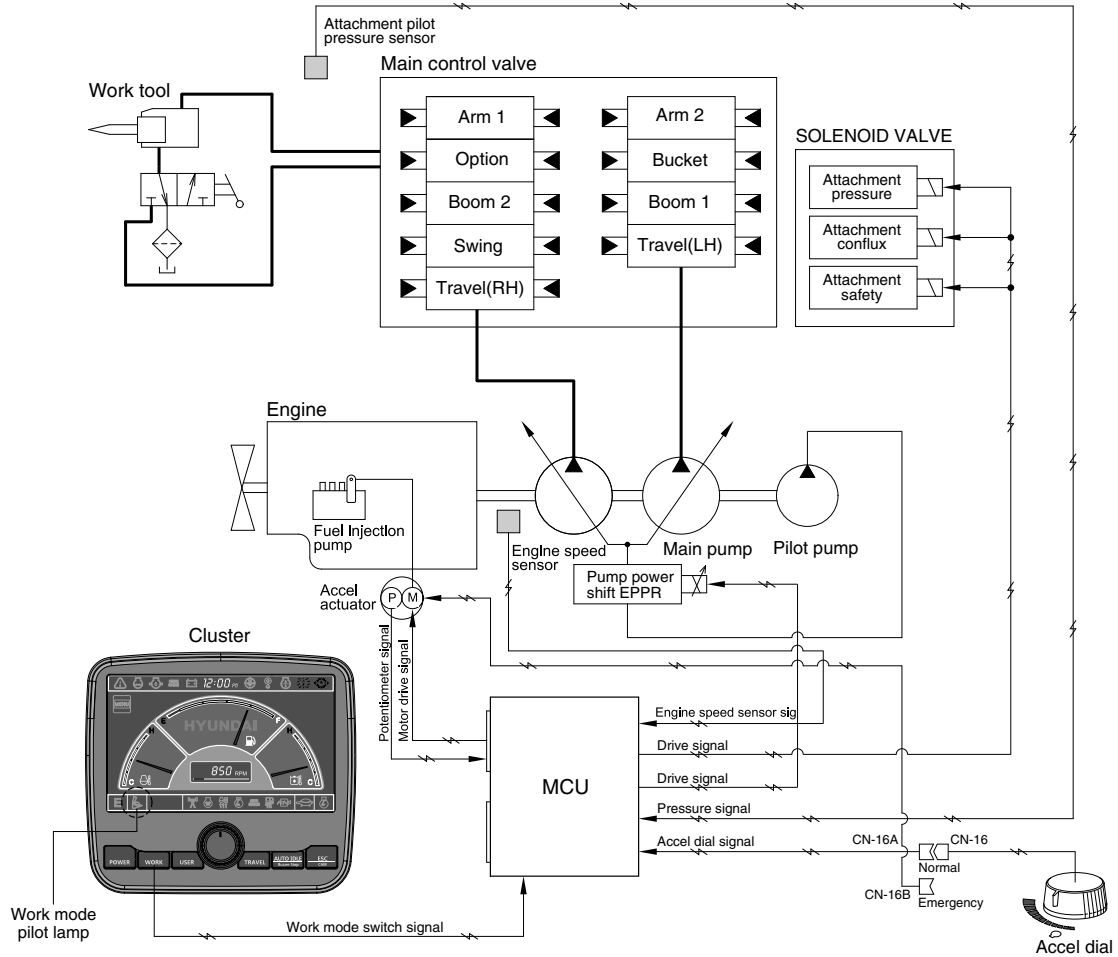 Attachment pilot
pressure sensor
Main control valve
Work tool
Arm 1
Arm 2
SOLENOID VALVE
Option
Bucket
Attachment
pressure
Boom 2
Boom 1
Attachment
conflux
Swing
Travel(LH)
Attachment
safety
Travel(RH)
Engine
Fuel Injection
pump
Engine speed
sensor
Main pump
Pilot pump
Pump power
shift EPPR
Accel
actuator
P
M
Cluster
Potentiometer signal
Motor drive signal
12:00 PM
E
F
H
H
HYUNDAI
850 RPM
C
C
E
MCU
Engine speed sensor sig
Drive signal
Drive signal
Pressure signal
Accel dial signal
CN-16A
CN-16
Normal
CN-16B
Emergency
POWER
WORK
USER
TRAVEL
AUTO IDLE
ESC
Work mode
pilot lamp
Work mode switch signal
Accel dial